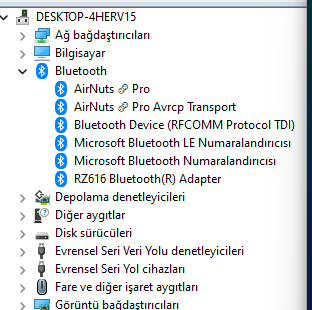 DESKTOP-4HERV15
Ağ bağdaştırıcıları
Bilgisayar
Bluetooth
AirNuts 🔗 Pro
AirNuts 🔗 Pro Avrcp Transport
Bluetooth Device (RFCOMM Protocol TDI)
Microsoft Bluetooth LE Numaralandırıcısı
Microsoft Bluetooth Numaralandırıcısı
RZ616 Bluetooth(R) Adapter
Depolama denetleyicileri
Diğer aygıtlar
Disk sürücüleri
Evrensel Seri Veri Yolu denetleyicileri
Evrensel Seri Yol cihazları
Fare ve diğer işaret aygıtları
Görüntü bağdaştırıcıları